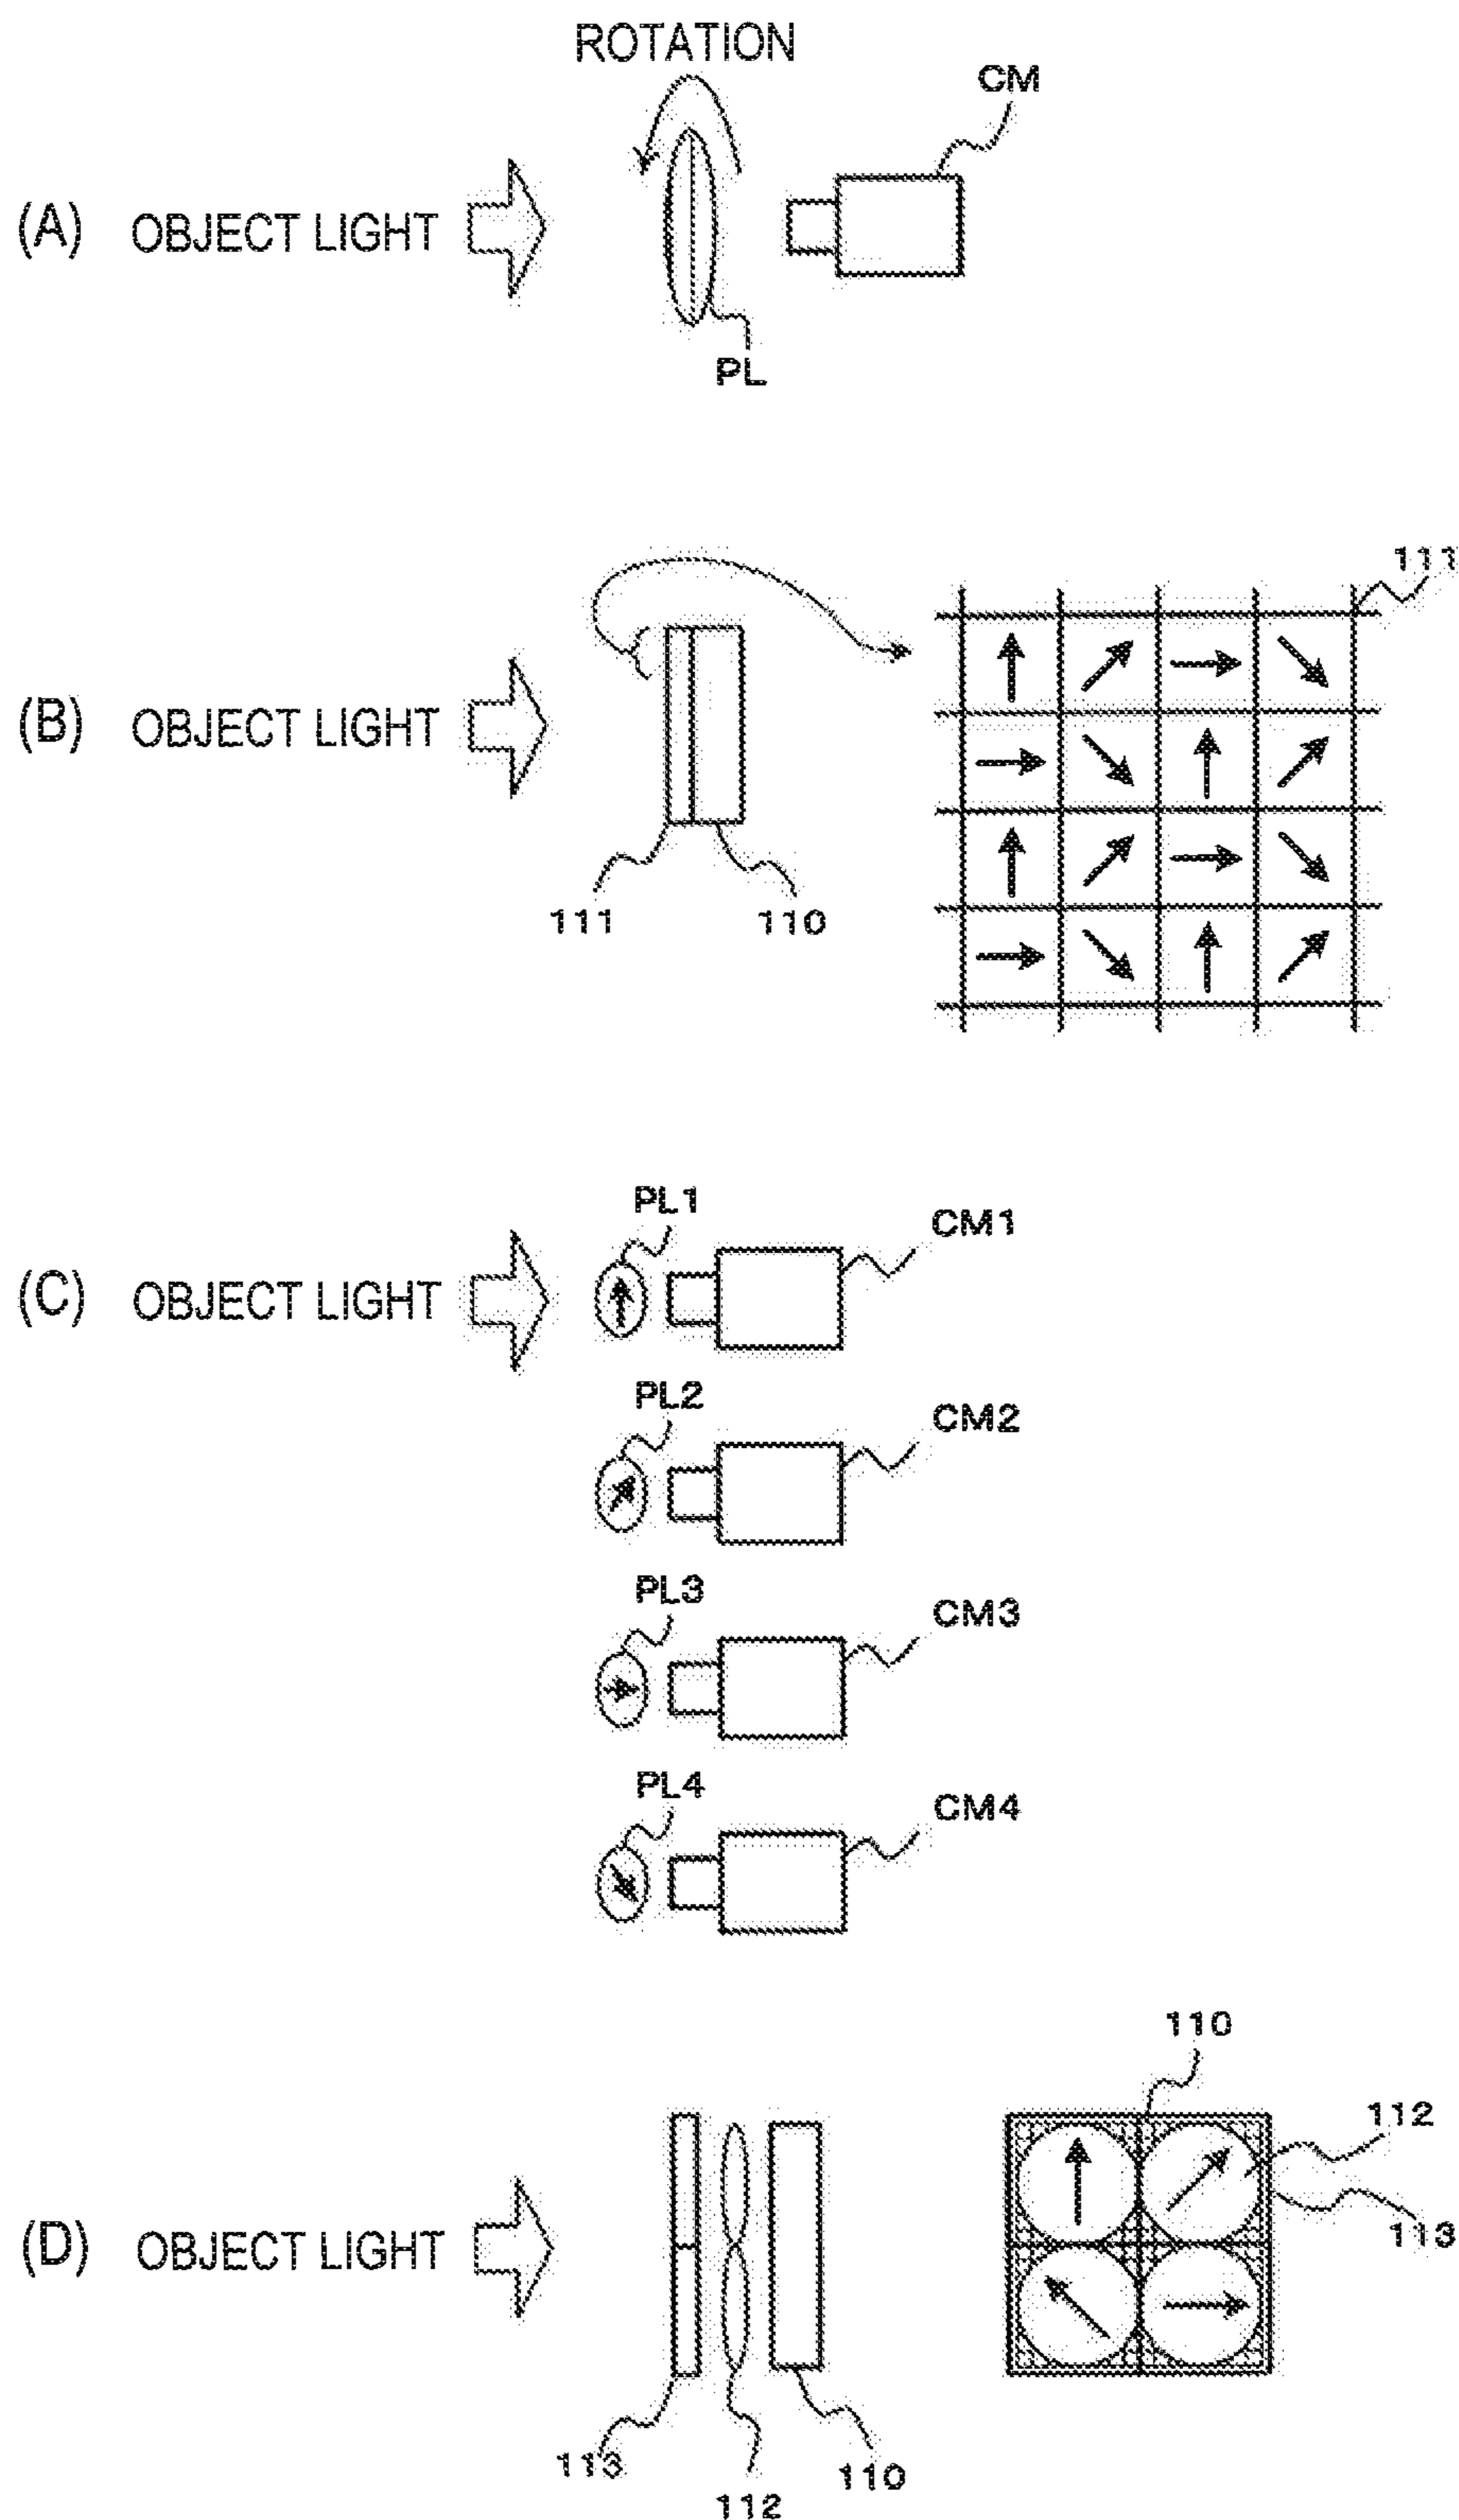 ROTATION
CM
(A) OBJECT LIGHT
PL
111
(B) OBJECT LIGHT
111 110
PL1
CM1
(C) OBJECT LIGHT
PL2
CM2
PL3
CM3
PL4
CM4
110
112
(D) OBJECT LIGHT
113
113
112
110